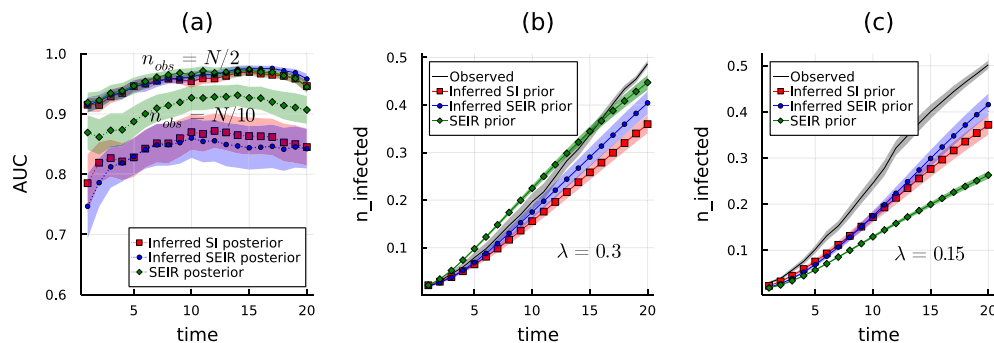 (a)
AUC
1.0
0.9
0.8
0.7
0.6
n_obs = N/2
n_obs = N/10
Inferred SI posterior
Inferred SEIR posterior
SEIR posterior
5 10 15 20
time
(b)
n_infected
0.5
0.4
0.3
0.2
0.1
Observed
Inferred SI prior
Inferred SEIR prior
SEIR prior
λ = 0.3
5 10 15 20
time
(c)
n_infected
0.5
0.4
0.3
0.2
0.1
Observed
Inferred SI prior
Inferred SEIR prior
SEIR prior
λ = 0.15
5 10 15 20
time